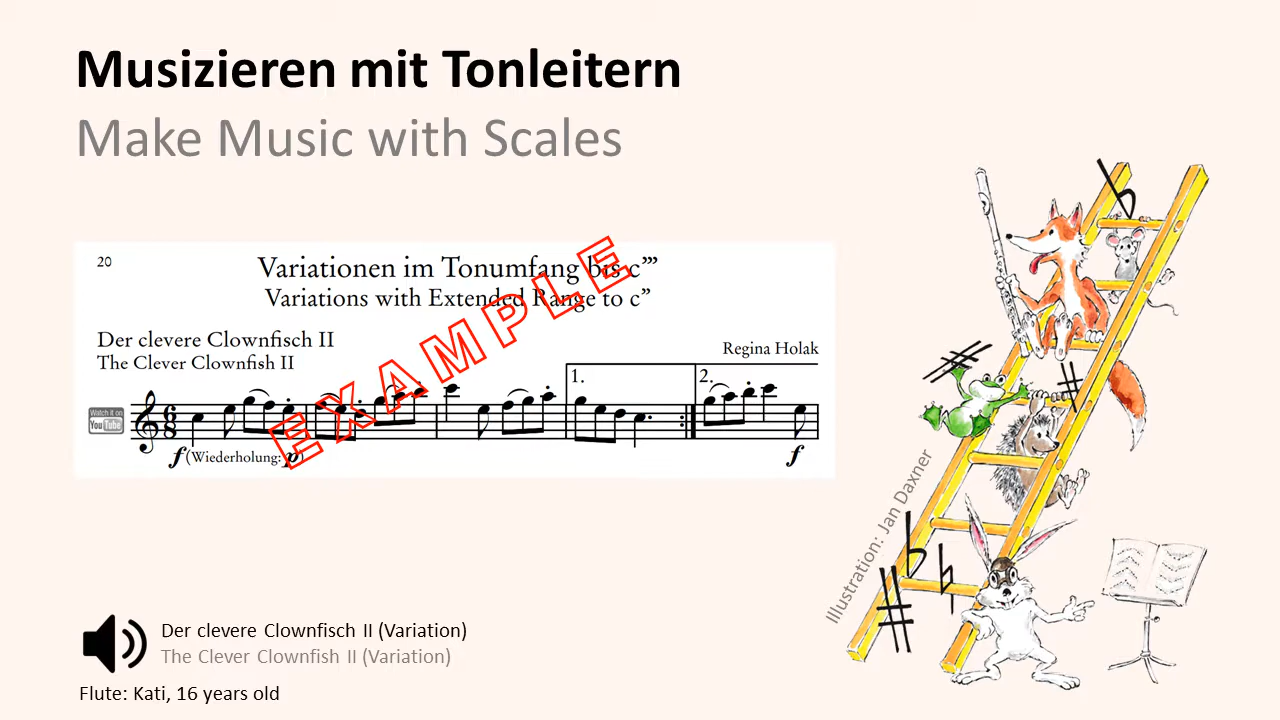 Musizieren mit Tonleitern
Make Music with Scales
20
Variationen im Tonumfang bis c’’’
Variations with Extended Range to c’’
Der clevere Clownfisch II
The Clever Clownfish II
Regina Holak
EXAMPLE
1.
2.
Watch it on
YouTube
6
8
f (Wiederholung: p)
f
Illustration: Jan Daxner
Der clevere Clownfisch II (Variation)
The Clever Clownfish II (Variation)
Flute: Kati, 16 years old